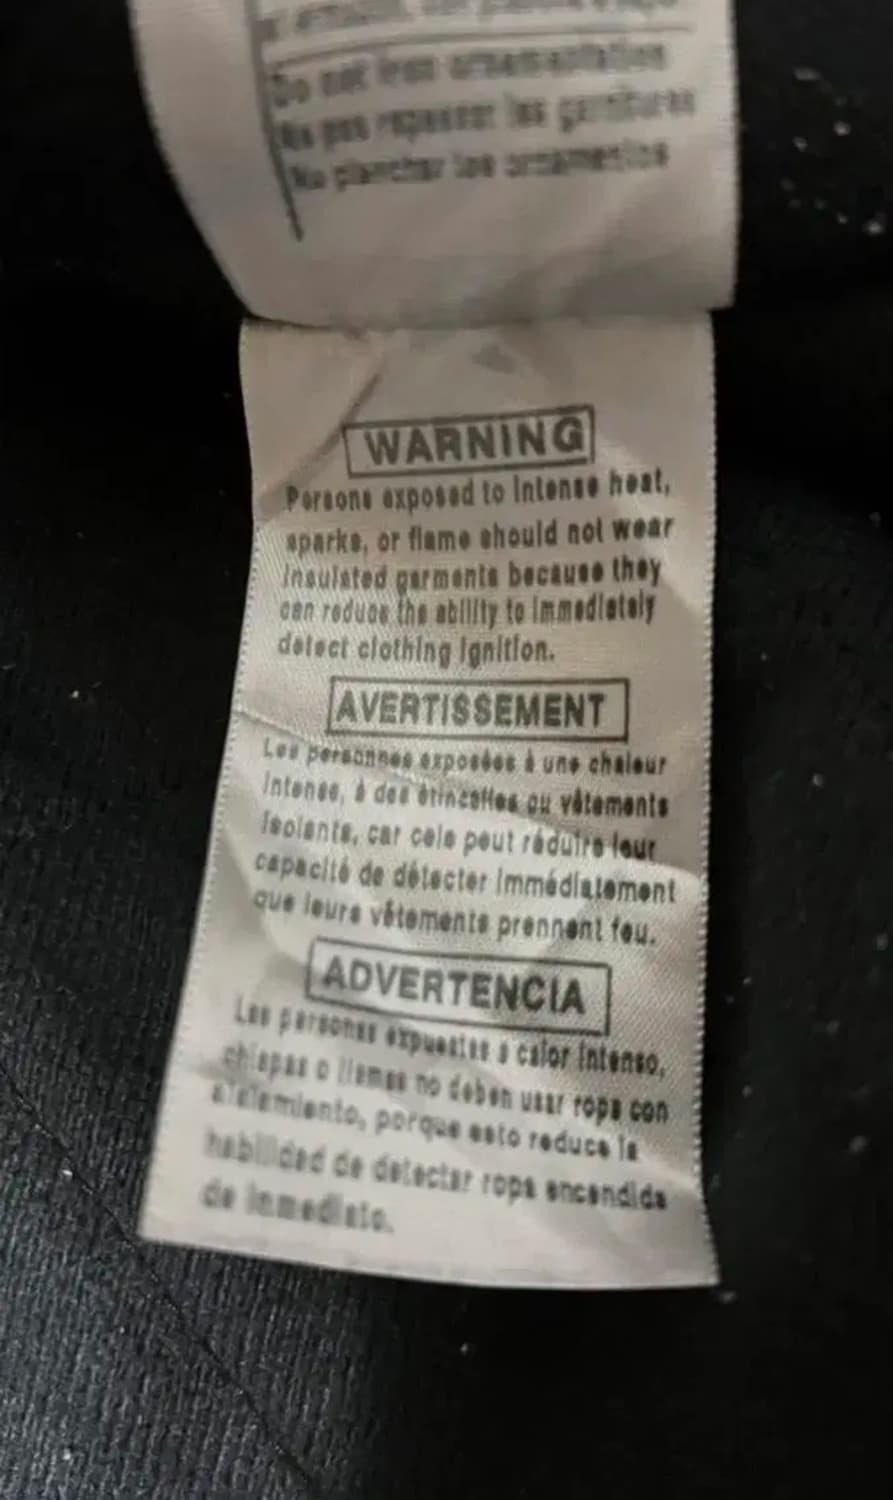 Do not iron ornamentation
Ne pas repasser les garnitures
No planchar los ornamentos
WARNING
Persons exposed to intense heat,
sparks, or flame should not wear
insulated garments because they
can reduce the ability to immediately
detect clothing ignition.
AVERTISSEMENT
Les personnes exposées à une chaleur
intense, à des étincelles ou vêtements
isolants, car cela peut réduire leur
capacité de détecter immédiatement
que leurs vêtements prennent feu.
ADVERTENCIA
Las personas expuestas a calor intenso,
chispas o llamas no deben usar ropa con
aislamiento, porque esto reduce la
habilidad de detectar ropa encendida
de inmediato.